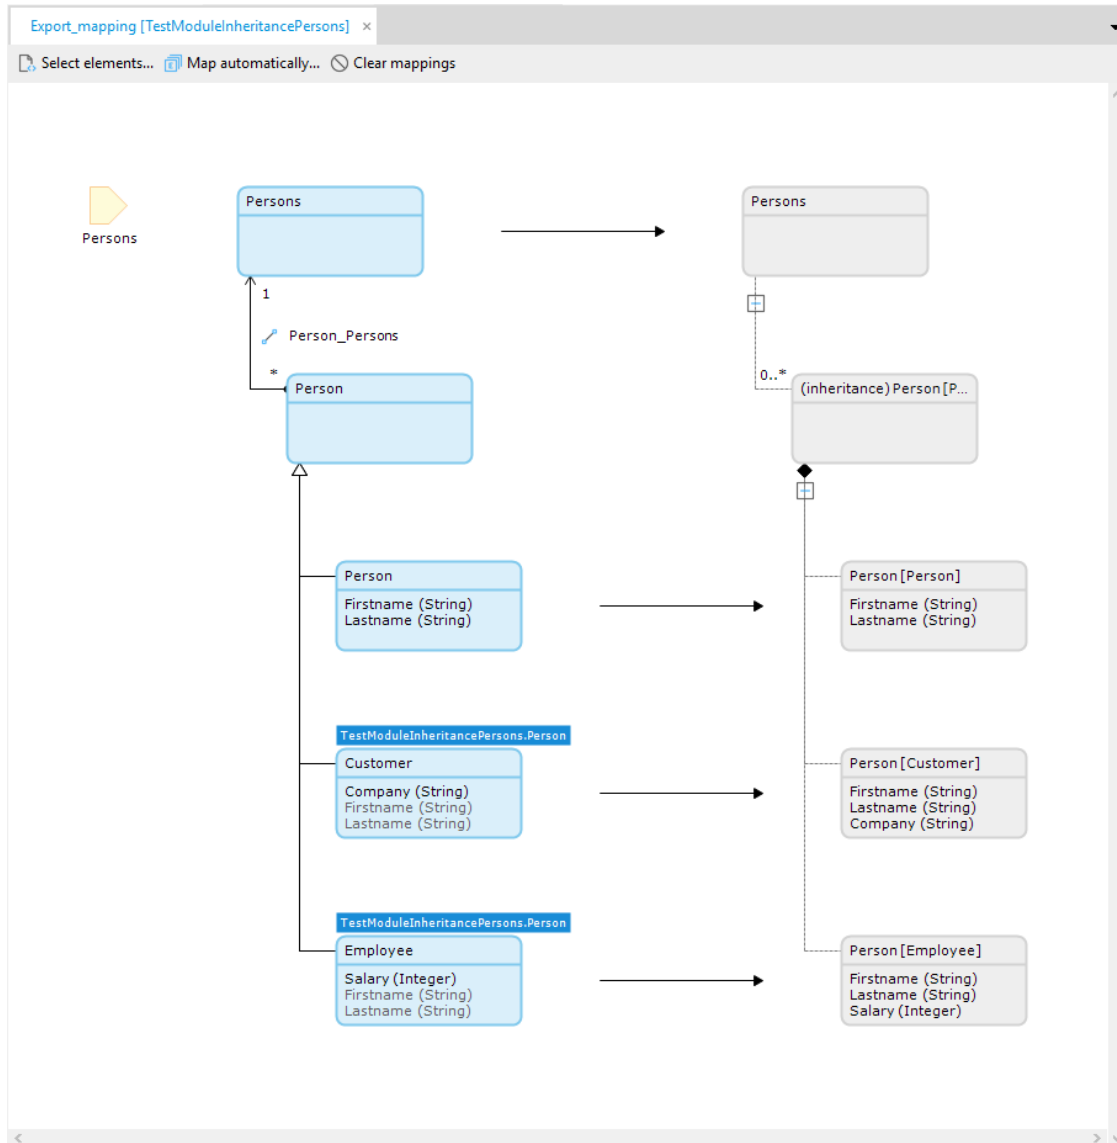 Export_mapping [TestModuleInheritancePersons] ×
Select elements... Map automatically... Clear mappings
Persons
Persons
Persons
1
Person_Persons
*
0..*
Person
(inheritance) Person [P...
Person
Firstname (String)
Lastname (String)
Person [Person]
Firstname (String)
Lastname (String)
TestModuleInheritancePersons.Person
Customer
Company (String)
Firstname (String)
Lastname (String)
Person [Customer]
Firstname (String)
Lastname (String)
Company (String)
TestModuleInheritancePersons.Person
Employee
Salary (Integer)
Firstname (String)
Lastname (String)
Person [Employee]
Firstname (String)
Lastname (String)
Salary (Integer)